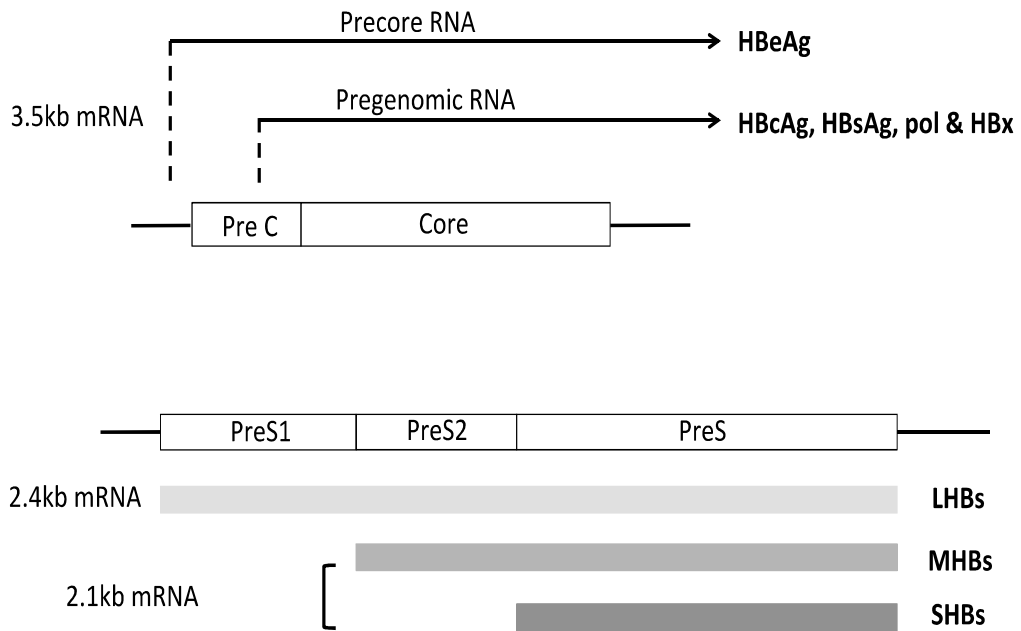 Precore RNA
HBeAg
3.5kb mRNA
Pregenomic RNA
HBcAg, HBsAg, pol & HBx
Pre C
Core
PreS1
PreS2
PreS
2.4kb mRNA
LHBs
MHBs
2.1kb mRNA
SHBs